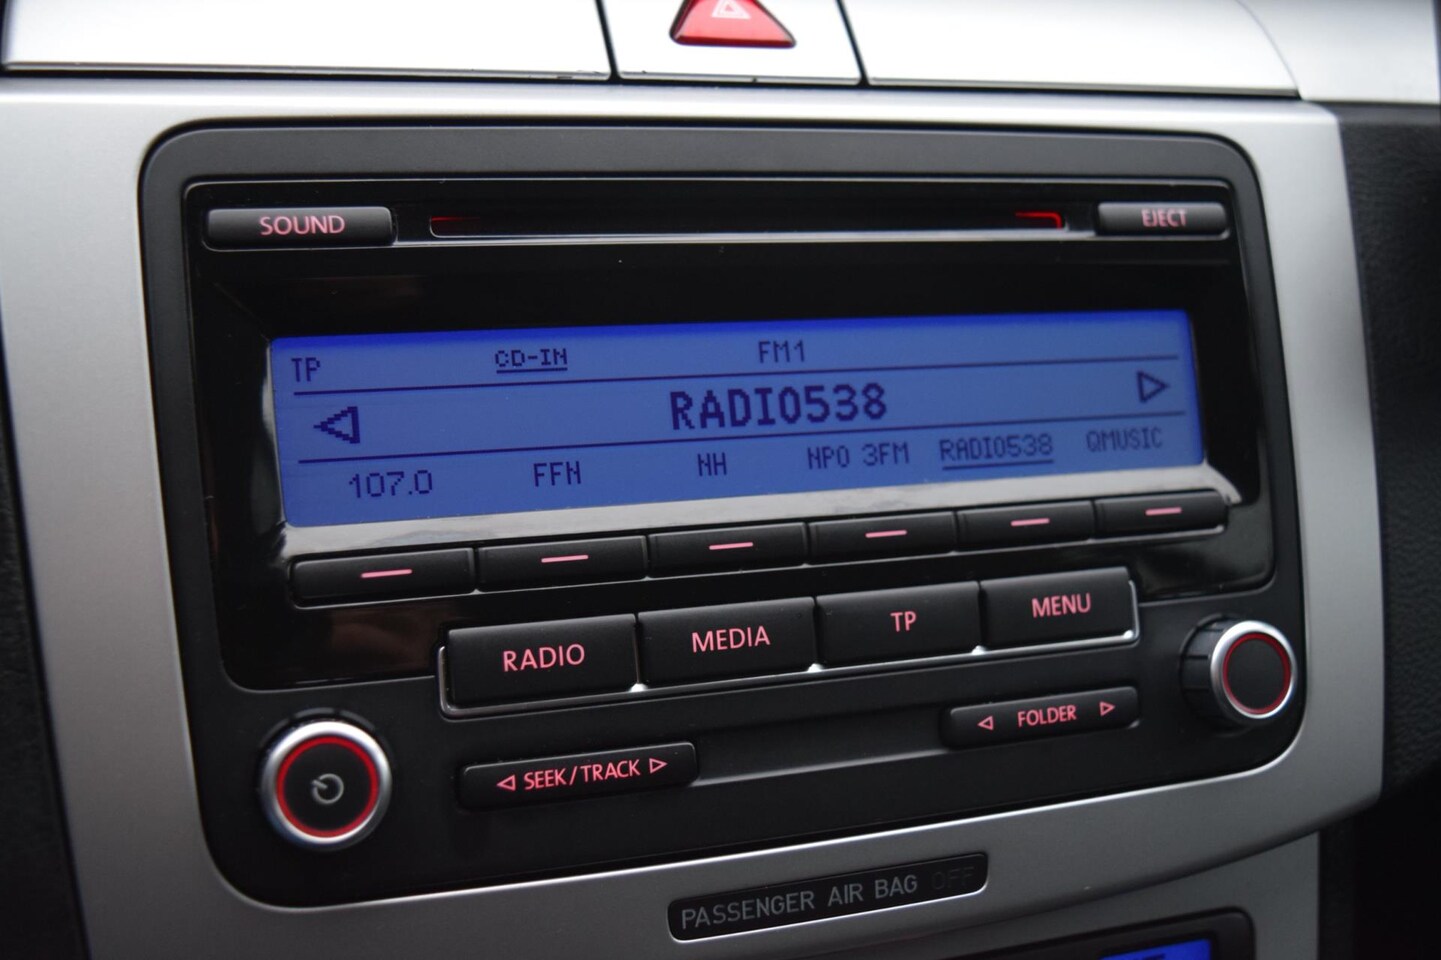 SOUND
EJECT
TP CD-IN FM1
RADIO538
107.0 FFN NH NPO 3FM RADIO538 QMUSIC
RADIO MEDIA TP MENU
SEEK/TRACK
FOLDER
PASSENGER AIR BAG OFF